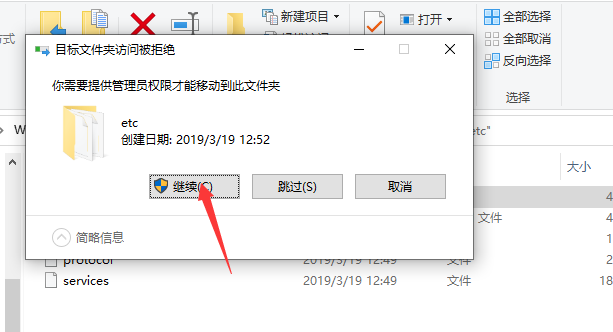 新建项目
打开
全部选择
全部取消
反向选择
选择
目标文件夹访问被拒绝
你需要提供管理员权限才能移动到此文件夹
etc
创建日期: 2019/3/19 12:52
继续(C)
跳过(S)
取消
简略信息
etc"
大小
4
文件
4
1
protocol
2019/3/19 12:49
文件
2
services
2019/3/19 12:49
文件
18